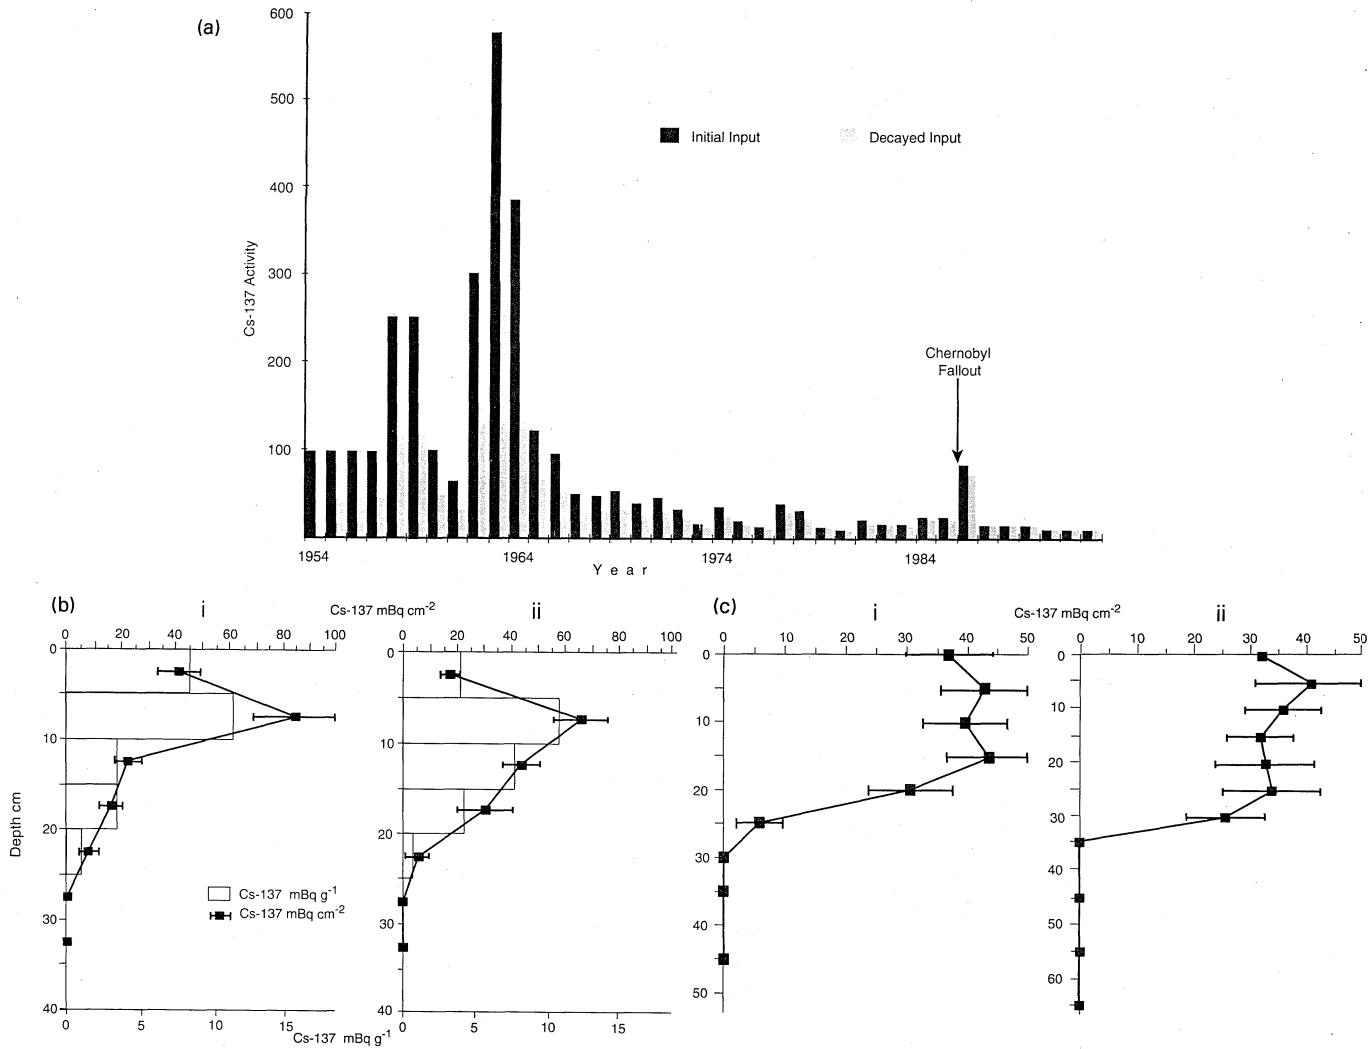 (a)
600
500
400
300
200
100
Cs-137 Activity
Initial Input
Decayed Input
Chernobyl
Fallout
1954 1964 1974 1984
Year
(b) i Cs-137 mBq cm-2 ii
0 20 40 60 80 100
0 20 40 60 80 100
0
10
20
30
40
Depth cm
0
10
20
30
40
Cs-137 mBq g-1
Cs-137 mBq cm-2
0 5 10 15
0 5 10 15
Cs-137 mBq g-1
(c) i Cs-137 mBq cm-2 ii
0 10 20 30 40 50
0 10 20 30 40 50
0
10
20
30
40
50
0
10
20
30
40
50
60